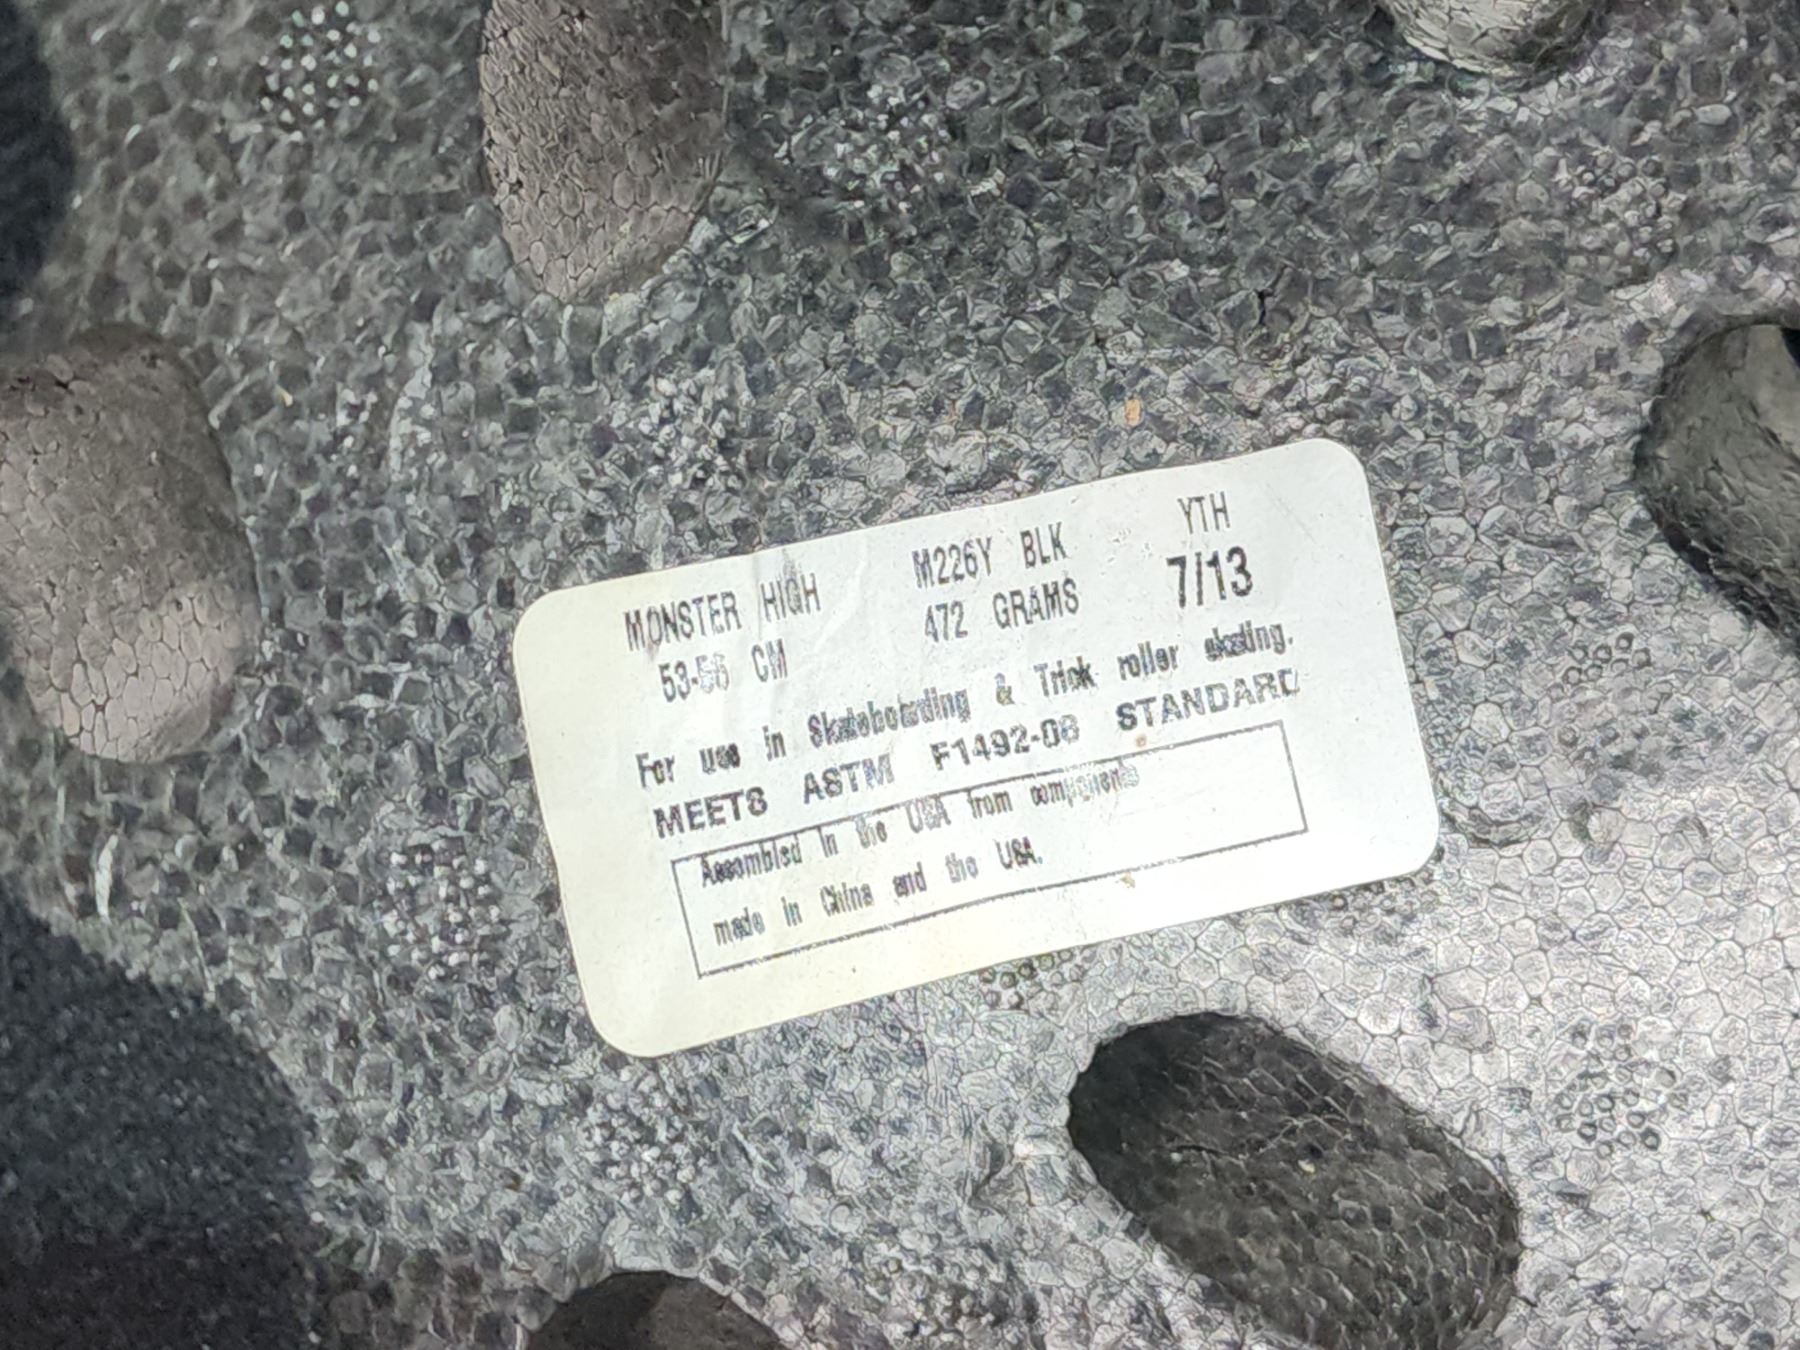 MONSTER HIGH M226Y BLK YTH
53-56 CM 472 GRAMS 7/13
For use in Skateboarding & Trick roller skating.
MEETS ASTM F1492-08 STANDARD
Assembled in the USA from components
made in China and the USA.